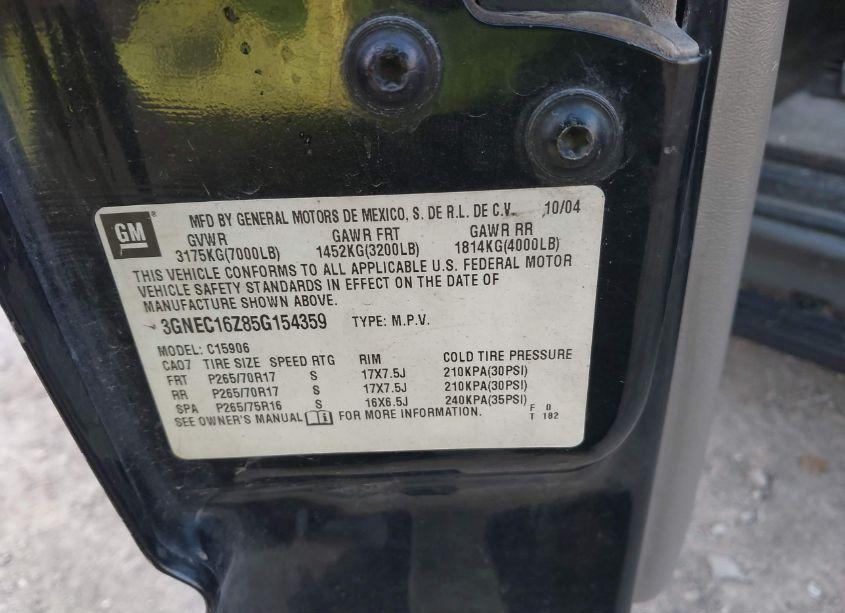 GM ® MFD BY GENERAL MOTORS DE MEXICO, S. DE R.L. DE C.V. 10/04
GVWR GAWR FRT GAWR RR
3175KG(7000LB) 1452KG(3200LB) 1814KG(4000LB)
THIS VEHICLE CONFORMS TO ALL APPLICABLE U.S. FEDERAL MOTOR
VEHICLE SAFETY STANDARDS IN EFFECT ON THE DATE OF
MANUFACTURE SHOWN ABOVE.
3GNEC16Z85G154359 TYPE: M.P.V.
MODEL: C15906
CA07 TIRE SIZE SPEED RTG RIM COLD TIRE PRESSURE
FRT P265/70R17 S 17X7.5J 210KPA(30PSI)
RR P265/70R17 S 17X7.5J 210KPA(30PSI)
SPA P265/75R16 S 16X6.5J 240KPA(35PSI)
SEE OWNER'S MANUAL FOR MORE INFORMATION.
F 0
T 182